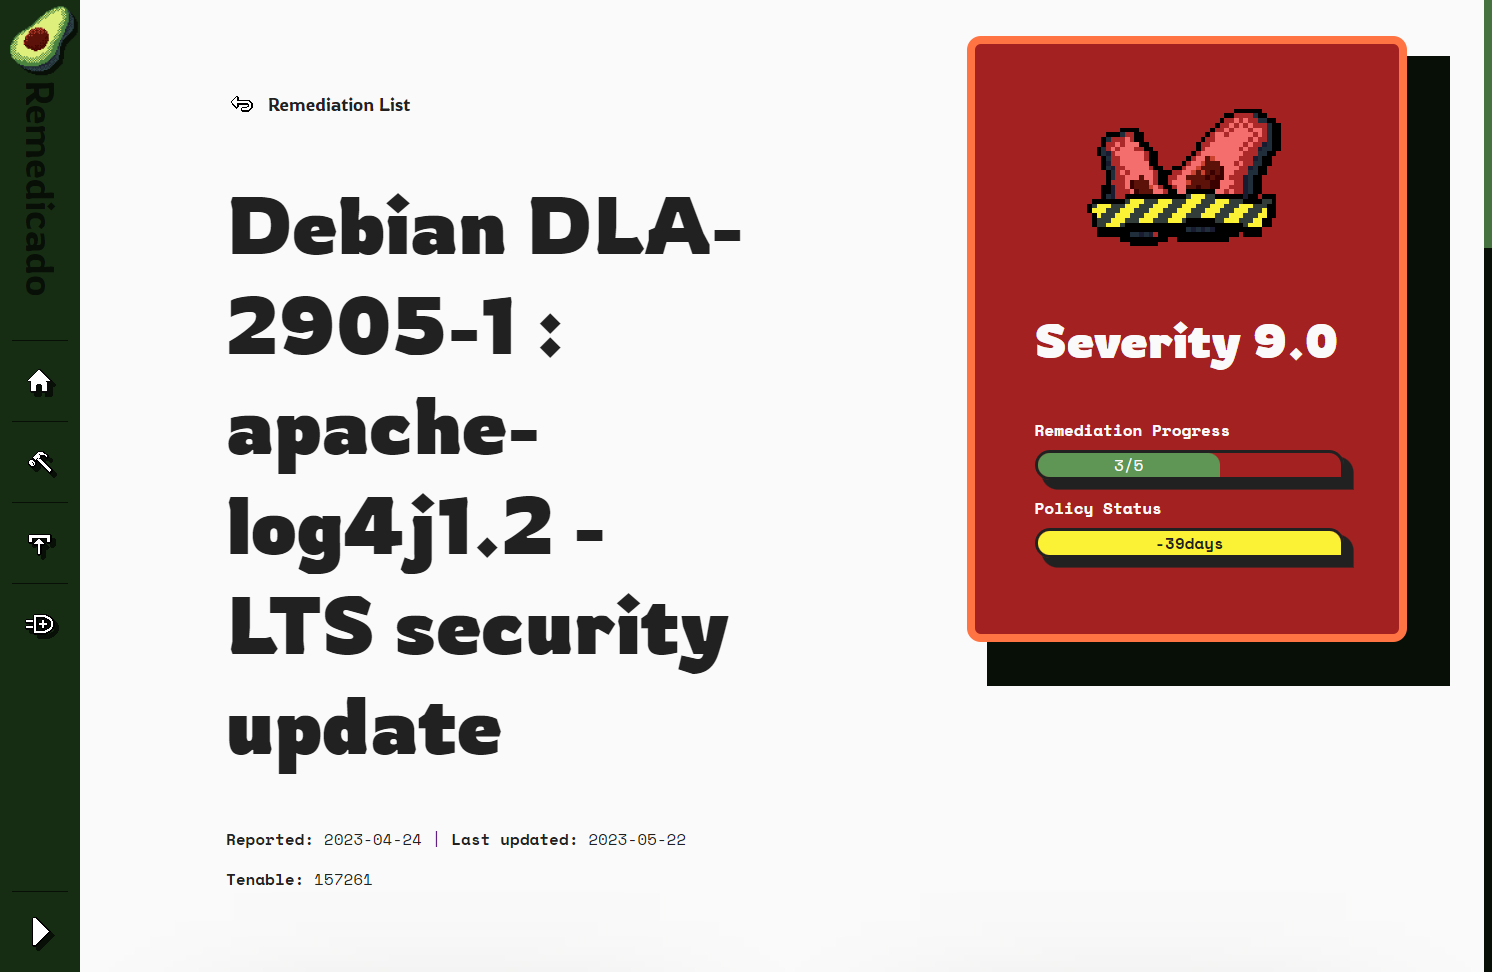 Remedicado
Remediation List
Debian DLA-
2905-1 :
apache-
log4j1.2 -
LTS security
update
Reported: 2023-04-24 | Last updated: 2023-05-22
Tenable: 157261
Severity 9.0
Remediation Progress
3/5
Policy Status
-39days